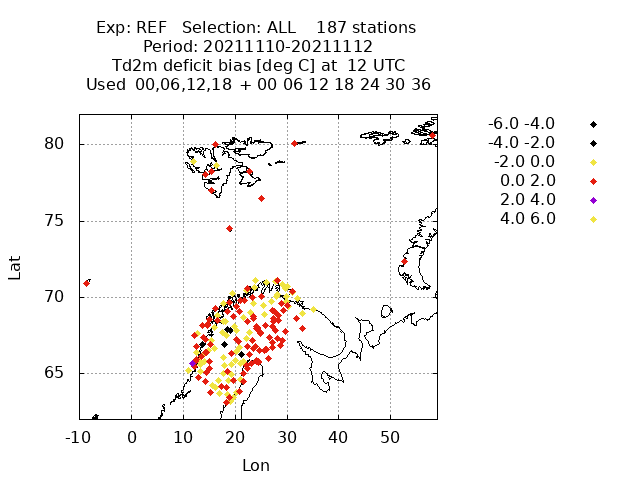 Exp: REF Selection: ALL 187 stations
Period: 20211110-20211112
Td2m deficit bias [deg C] at 12 UTC
Used 00,06,12,18 + 00 06 12 18 24 30 36
-6.0 -4.0
-4.0 -2.0
-2.0 0.0
0.0 2.0
2.0 4.0
4.0 6.0
80
75
70
65
Lat
-10 0 10 20 30 40 50
Lon